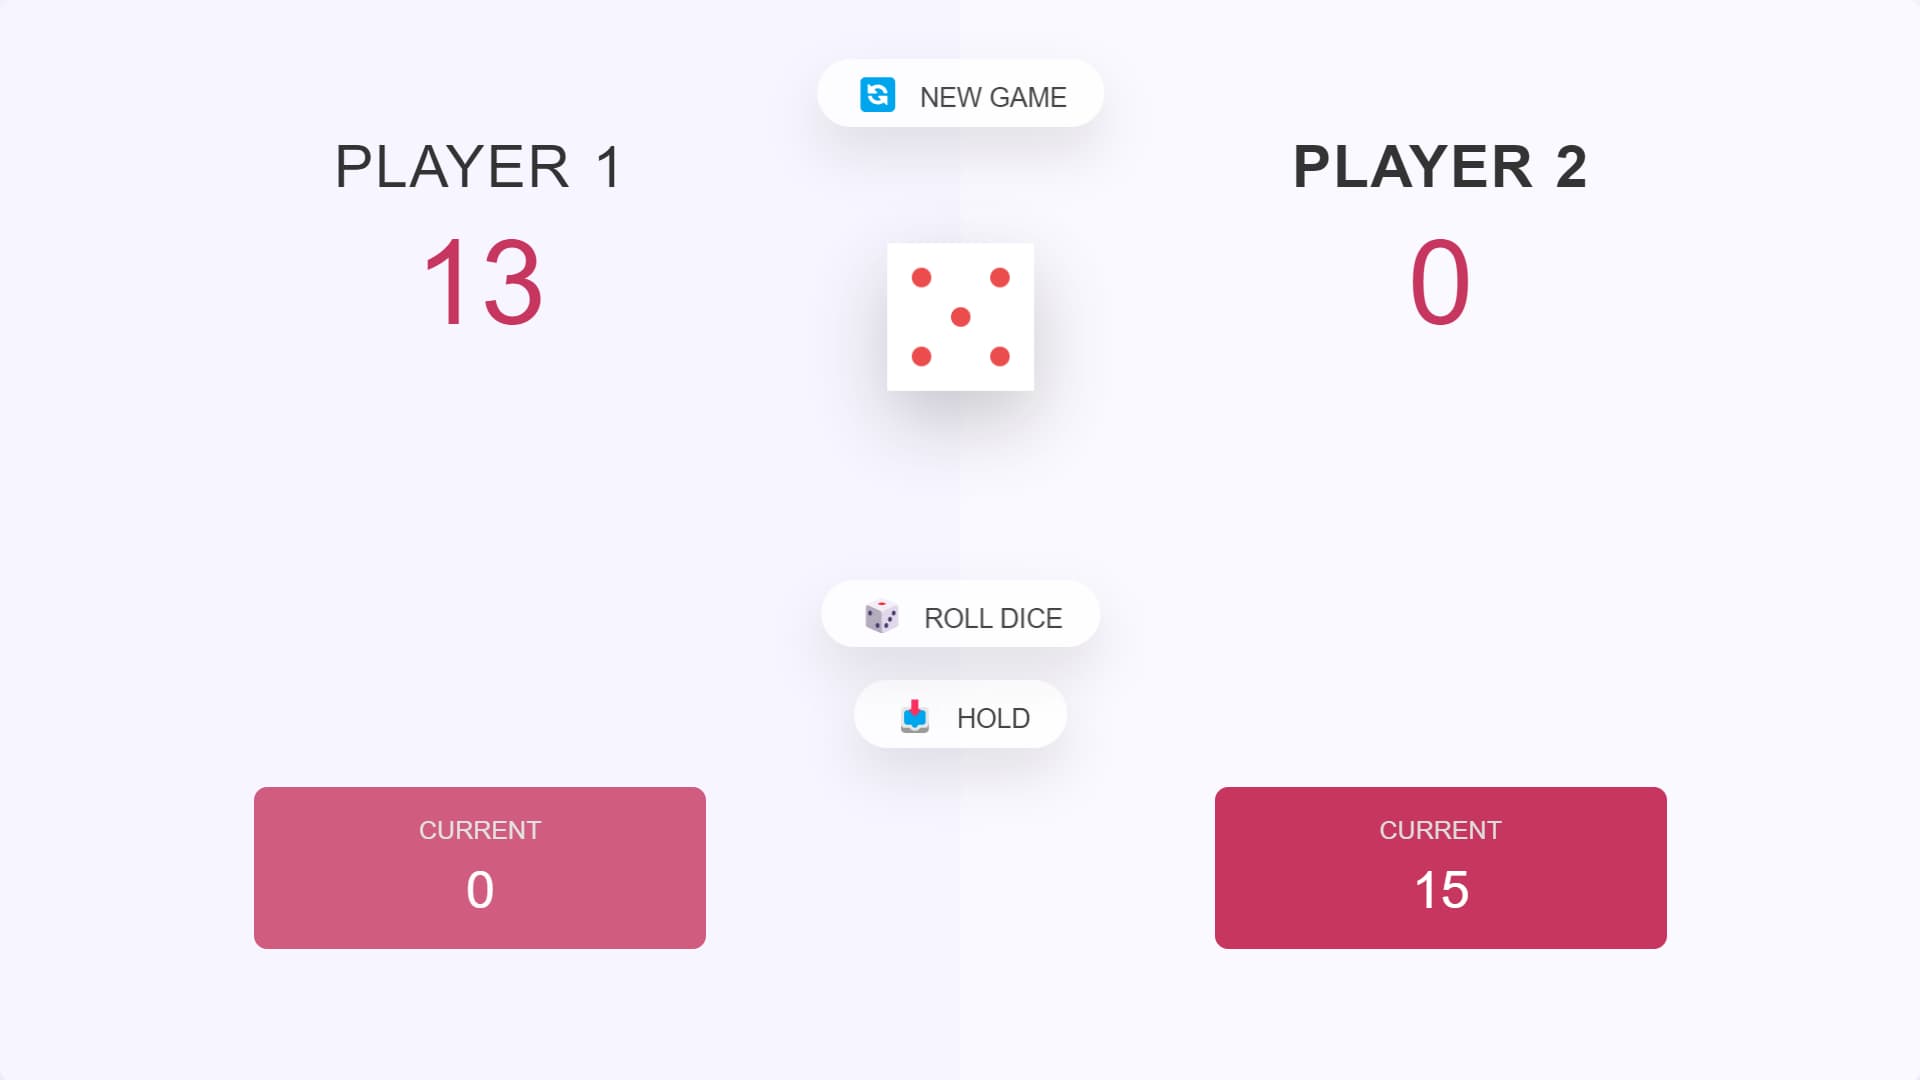 NEW GAME
PLAYER 1
13
PLAYER 2
0
ROLL DICE
HOLD
CURRENT
0
CURRENT
15